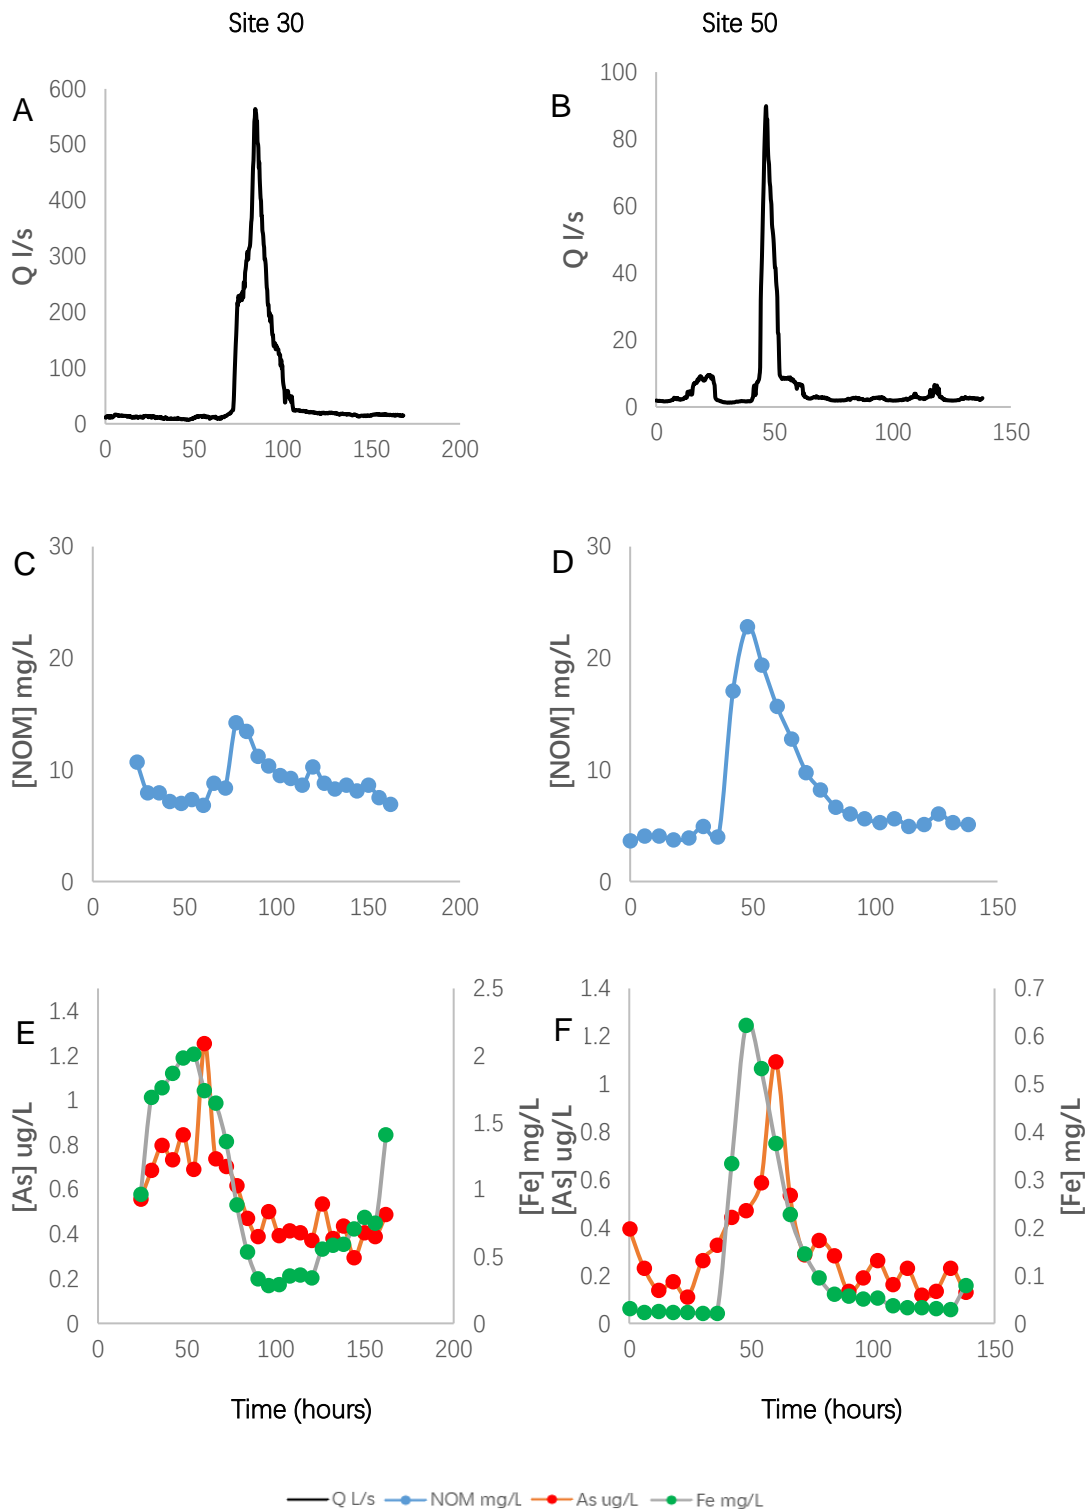 Site 30
Site 50
A
600
500
400
300
200
100
0
Q l/s
0 50 100 150 200
B
100
80
60
40
20
0
Q l/s
0 50 100 150
C
30
20
10
0
[NOM] mg/L
0 50 100 150 200
D
30
20
10
0
[NOM] mg/L
0 50 100 150
E
1.4
1.2
1
0.8
0.6
0.4
0.2
0
[As] ug/L
2.5
2
1.5
1
0.5
0
[Fe] mg/L
0 50 100 150 200
Time (hours)
F
1.4
1.2
1
0.8
0.6
0.4
0.2
0
[As] ug/L
0.7
0.6
0.5
0.4
0.3
0.2
0.1
0
[Fe] mg/L
0 50 100 150
Time (hours)
Q L/s NOM mg/L As ug/L Fe mg/L